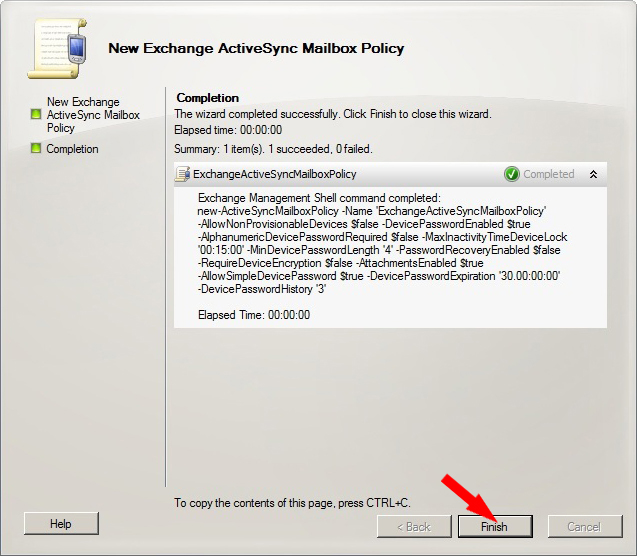 New Exchange ActiveSync Mailbox Policy
New Exchange
ActiveSync Mailbox
Policy
Completion
Completion
The wizard completed successfully. Click Finish to close this wizard.
Elapsed time: 00:00:00
Summary: 1 item(s). 1 succeeded, 0 failed.
ExchangeActiveSyncMailboxPolicy Completed
Exchange Management Shell command completed:
new-ActiveSyncMailboxPolicy -Name 'ExchangeActiveSyncMailboxPolicy'
-AllowNonProvisionableDevices $false -DevicePasswordEnabled $true
-AlphanumericDevicePasswordRequired $false -MaxInactivityTimeDeviceLock
'00:15:00' -MinDevicePasswordLength '4' -PasswordRecoveryEnabled $false
-RequireDeviceEncryption $false -AttachmentsEnabled $true
-AllowSimpleDevicePassword $true -DevicePasswordExpiration '30.00:00:00'
-DevicePasswordHistory '3'
Elapsed Time: 00:00:00
To copy the contents of this page, press CTRL+C.
Help
< Back
Finish
Cancel